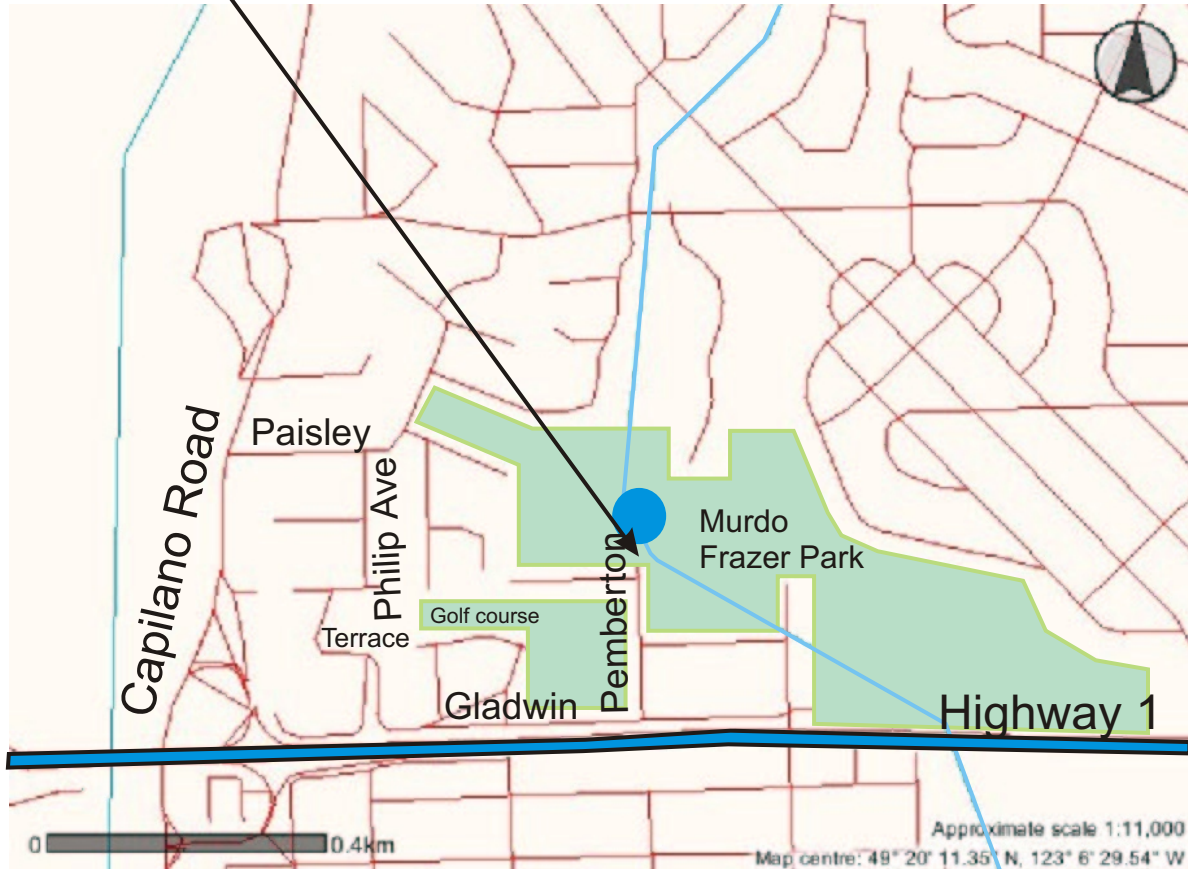 Paisley
Capilano Road
Philip Ave
Murdo
Frazer Park
Pemberton
Golf course
Terrace
Gladwin
Highway 1
0 0.4km
Approximate scale 1:11,000
Map centre: 49° 20' 11.35" N, 123° 6' 29.54" W